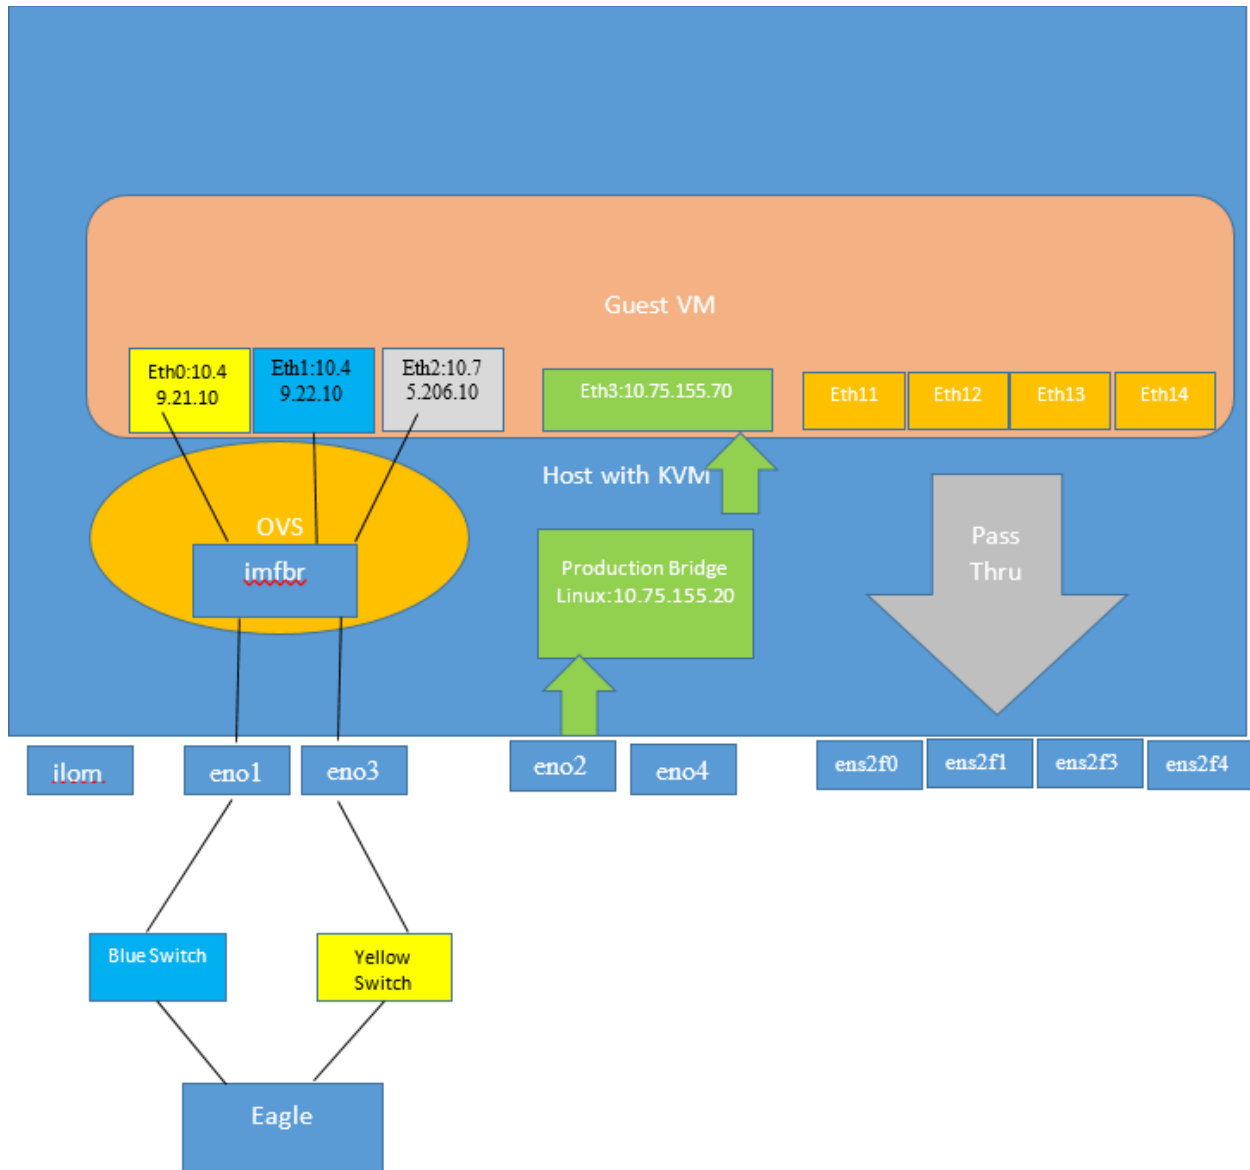 Guest VM
Eth0:10.4
9.21.10
Eth1:10.4
9.22.10
Eth2:10.7
5.206.10
Eth3:10.75.155.70
Eth11
Eth12
Eth13
Eth14
Host with KVM
OVS
imfbr
Production Bridge
Linux:10.75.155.20
Pass
Thru
ilom
eno1
eno3
eno2
eno4
ens2f0
ens2f1
ens2f3
ens2f4
Blue Switch
Yellow
Switch
Eagle